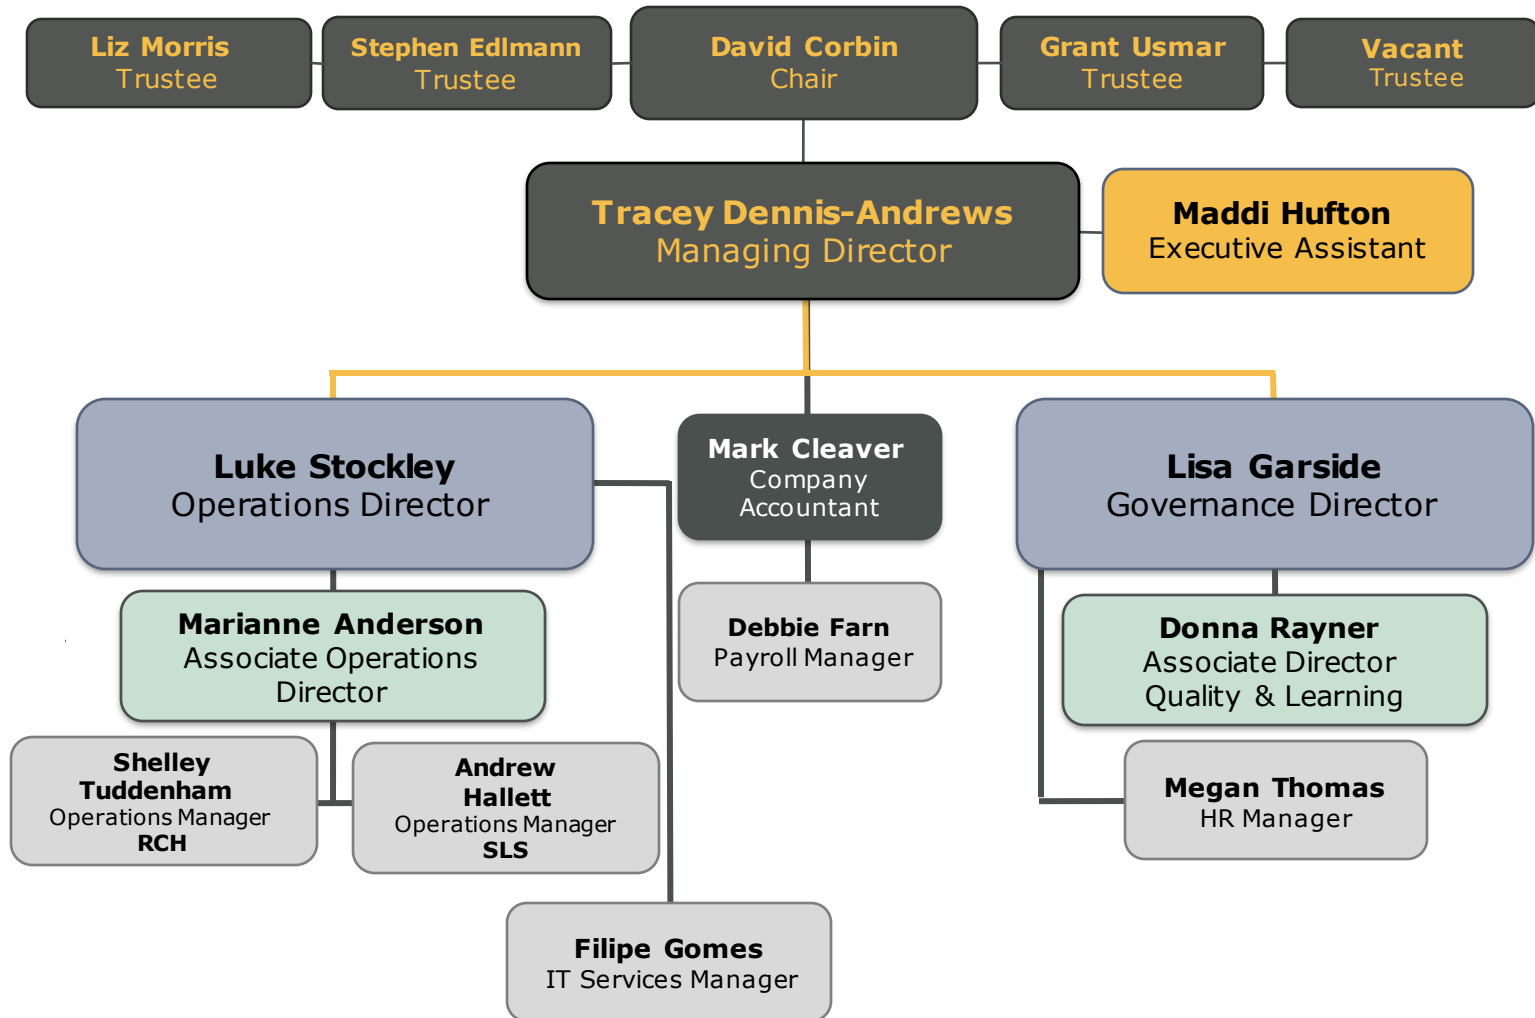 Liz Morris
Trustee
Stephen Edlmann
Trustee
David Corbin
Chair
Grant Usmar
Trustee
Vacant
Trustee
Tracey Dennis-Andrews
Managing Director
Maddi Hufton
Executive Assistant
Luke Stockley
Operations Director
Mark Cleaver
Company
Accountant
Lisa Garside
Governance Director
Marianne Anderson
Associate Operations
Director
Debbie Farn
Payroll Manager
Donna Rayner
Associate Director
Quality & Learning
Shelley
Tuddenham
Operations Manager
RCH
Andrew
Hallett
Operations Manager
SLS
Megan Thomas
HR Manager
Filipe Gomes
IT Services Manager